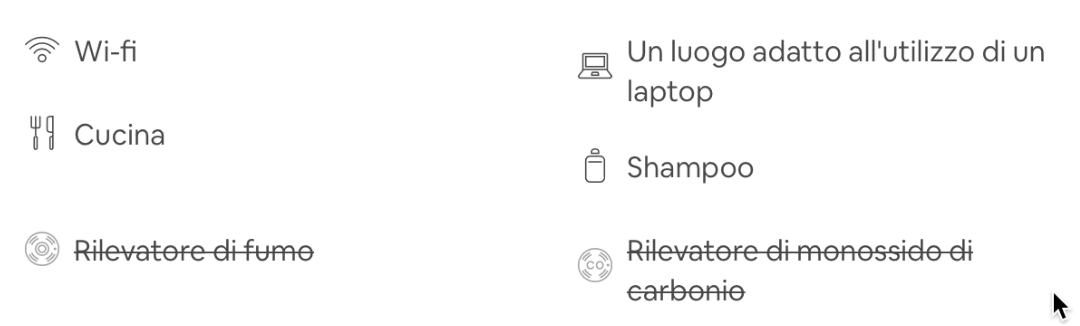 Wi-fi
Cucina
Rilevatore di fumo
Un luogo adatto all'utilizzo di un
laptop
Shampoo
CO
Rilevatore di monossido di
carbonio